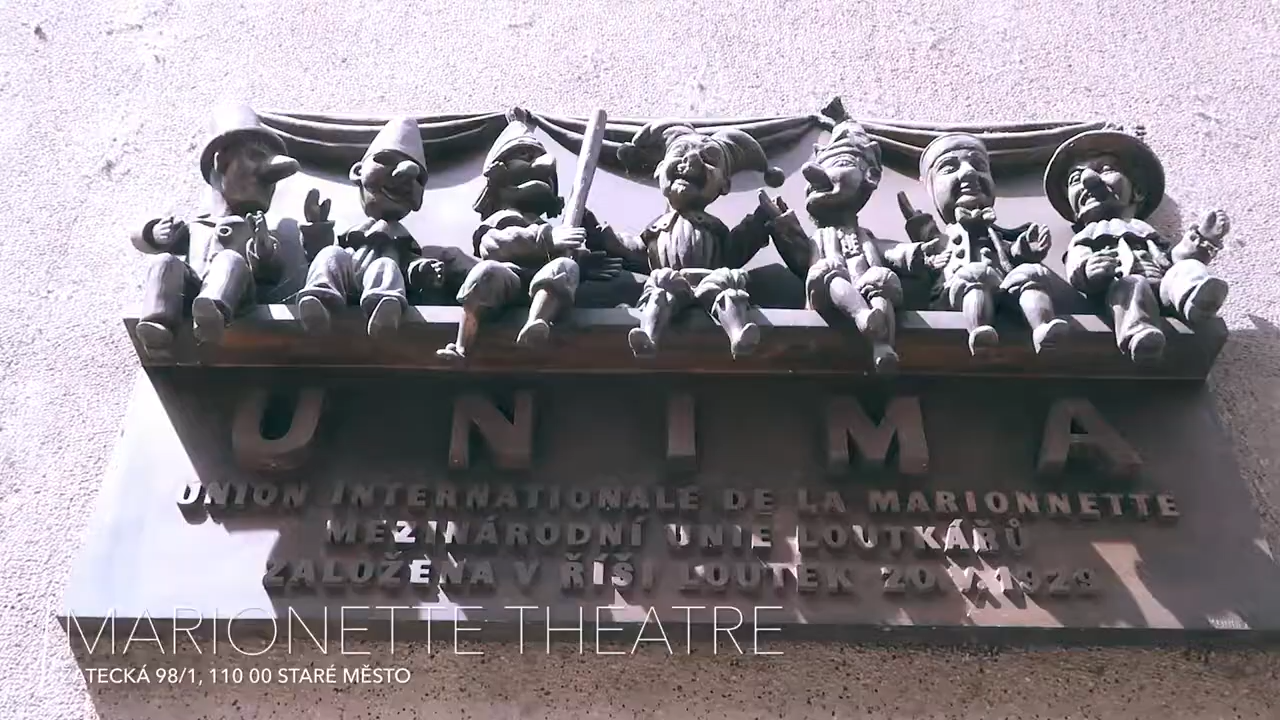 UNIMA
UNION INTERNATIONALE DE LA MARIONNETTE
MEZINÁRODNÍ UNIE LOUTKÁŘŮ
ZALOŽENA V ŘÍŠI LOUTEK 20.V.1929
MARIONETTE THEATRE
ŽATECKÁ 98/1, 110 00 STARÉ MĚSTO